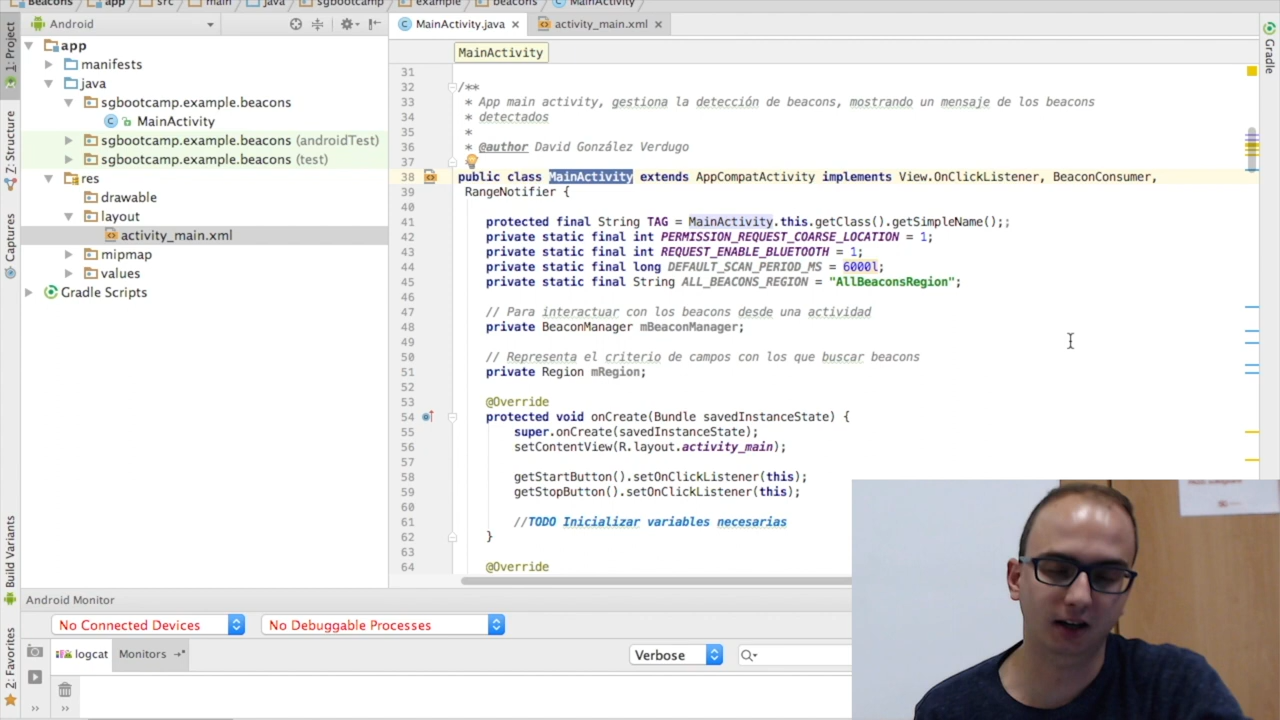 Beacons app src main java sgbootcamp example beacons MainActivity
Android
MainActivity.java
activity_main.xml
1: Project
Z: Structure
Captures
Build Variants
2: Favorites
Gradle
app
manifests
java
sgbootcamp.example.beacons
MainActivity
sgbootcamp.example.beacons (androidTest)
sgbootcamp.example.beacons (test)
res
drawable
layout
activity_main.xml
mipmap
values
Gradle Scripts
MainActivity
31
32 /**
33 * App main activity, gestiona la detección de beacons, mostrando un mensaje de los beacons
34 * detectados
35 *
36 * @author David González Verdugo
37
38 public class MainActivity extends AppCompatActivity implements View.OnClickListener, BeaconConsumer,
39 RangeNotifier {
40
41 protected final String TAG = MainActivity.this.getClass().getSimpleName();;
42 private static final int PERMISSION_REQUEST_COARSE_LOCATION = 1;
43 private static final int REQUEST_ENABLE_BLUETOOTH = 1;
44 private static final long DEFAULT_SCAN_PERIOD_MS = 6000l;
45 private static final String ALL_BEACONS_REGION = "AllBeaconsRegion";
46
47 // Para interactuar con los beacons desde una actividad
48 private BeaconManager mBeaconManager;
49
50 // Representa el criterio de campos con los que buscar beacons
51 private Region mRegion;
52
53 @Override
54 protected void onCreate(Bundle savedInstanceState) {
55 super.onCreate(savedInstanceState);
56 setContentView(R.layout.activity_main);
57
58 getStartButton().setOnClickListener(this);
59 getStopButton().setOnClickListener(this);
60
61 //TODO Inicializar variables necesarias
62 }
63
64 @Override
Android Monitor
No Connected Devices
No Debuggable Processes
logcat
Monitors
Verbose